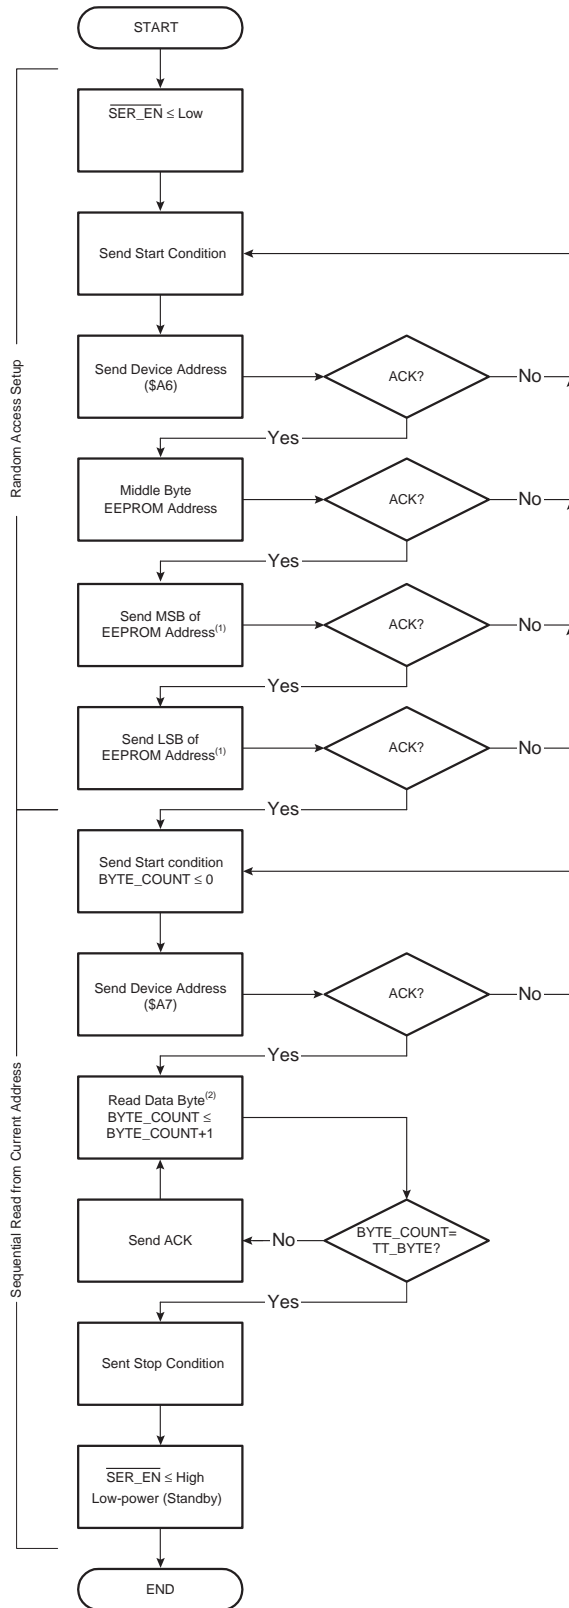 START
SER_EN ≤ Low
Send Start Condition
Random Access Setup
Send Device Address
($A6)
ACK?
No
Yes
Middle Byte
EEPROM Address
ACK?
No
Yes
Send MSB of
EEPROM Address(1)
ACK?
No
Yes
Send LSB of
EEPROM Address(1)
ACK?
No
Yes
Sequential Read from Current Address
Send Start condition
BYTE_COUNT ≤ 0
Send Device Address
($A7)
ACK?
No
Yes
Read Data Byte(2)
BYTE_COUNT ≤
BYTE_COUNT+1
Send ACK
No
BYTE_COUNT=
TT_BYTE?
Yes
Sent Stop Condition
SER_EN ≤ High
Low-power (Standby)
END